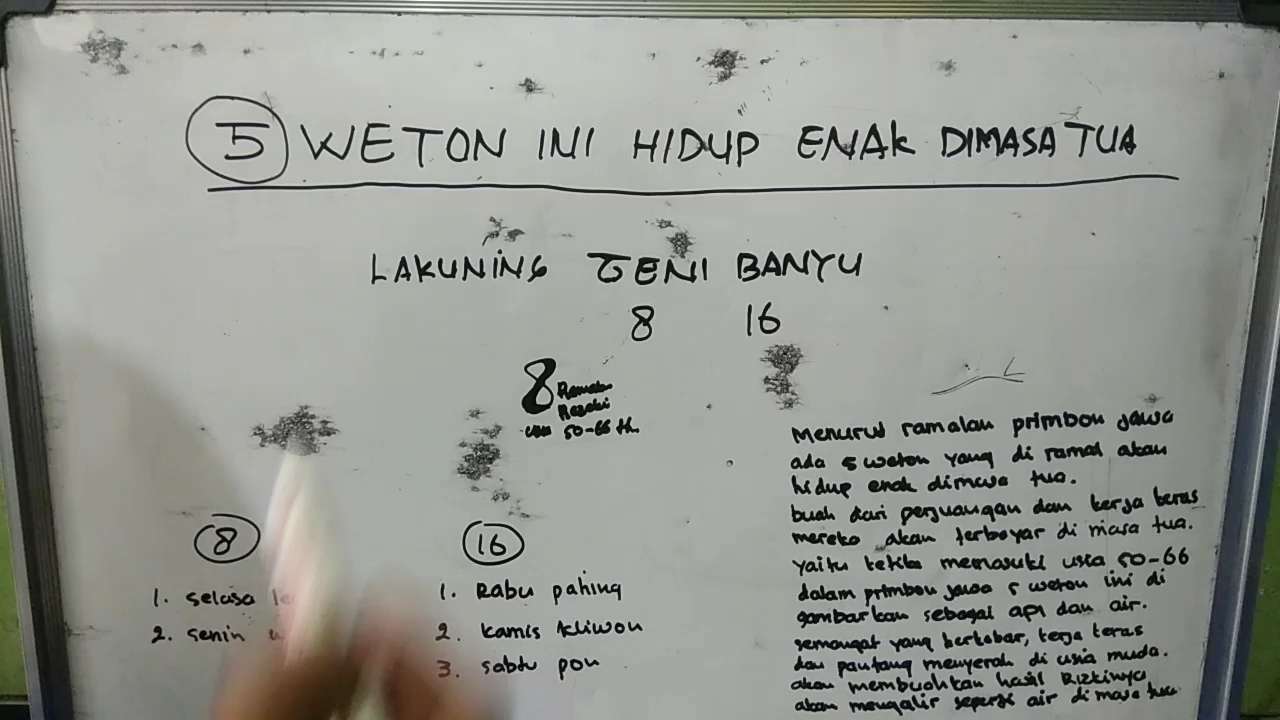 5 WETON INI HIDUP ENAK DIMASA TUA
LAKUNING GENI BANYU
8 16
8 Ramalan
Rezeki
usia 50-66 th.
8
1. selasa le
2. senin w
16
1. Rabu pahing
2. kamis kliwon
3. sabtu pon
Menurut ramalan primbon jawa
ada 5 weton yang di ramal akan
hidup enak dimasa tua.
buah dari perjuangan dan kerja keras
mereka akan terbayar di masa tua.
yaitu ketika memasuki usia 50-66
dalam primbon jawa 5 weton ini di
gambarkan sebagai api dan air.
semangat yang berkobar, kerja keras
dan pantang menyerah di usia muda.
akan membuahkan hasil Rizkinya
akan mengalir seperti air di masa tua